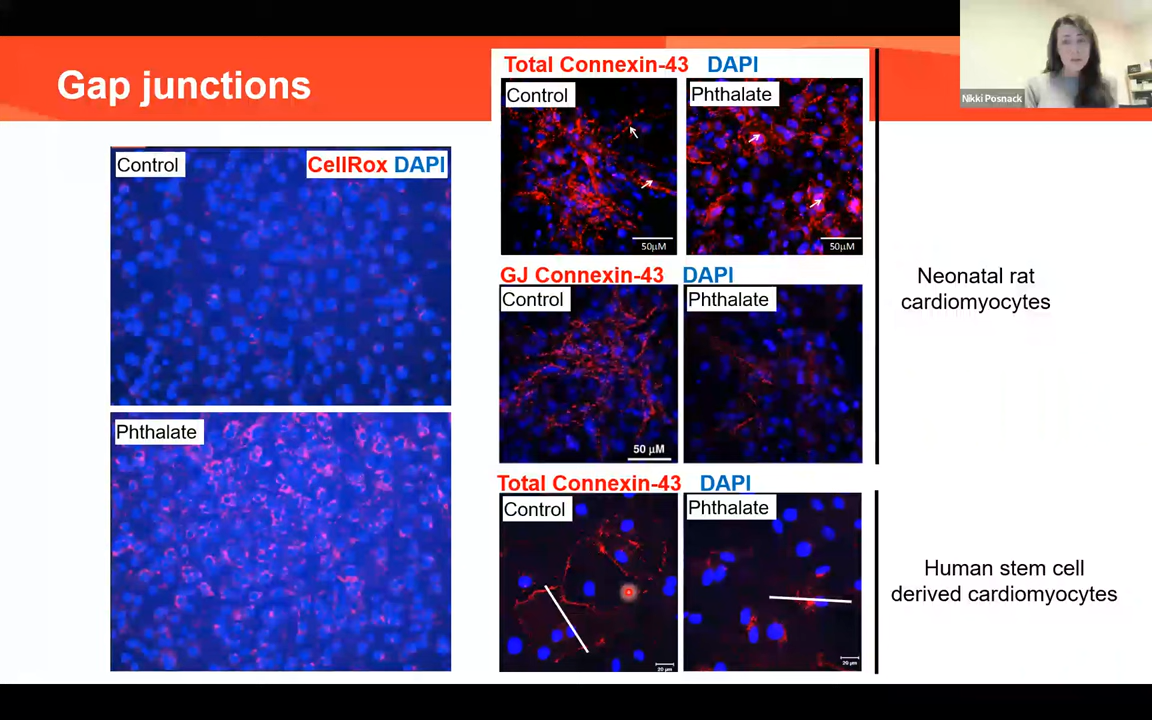 Gap junctions
Nikki Posnack
Control
CellRox DAPI
Phthalate
Total Connexin-43 DAPI
Control
Phthalate
50µM
50µM
GJ Connexin-43 DAPI
Control
Phthalate
50 µM
Neonatal rat
cardiomyocytes
Total Connexin-43 DAPI
Control
Phthalate
20 µm
20 µm
Human stem cell
derived cardiomyocytes